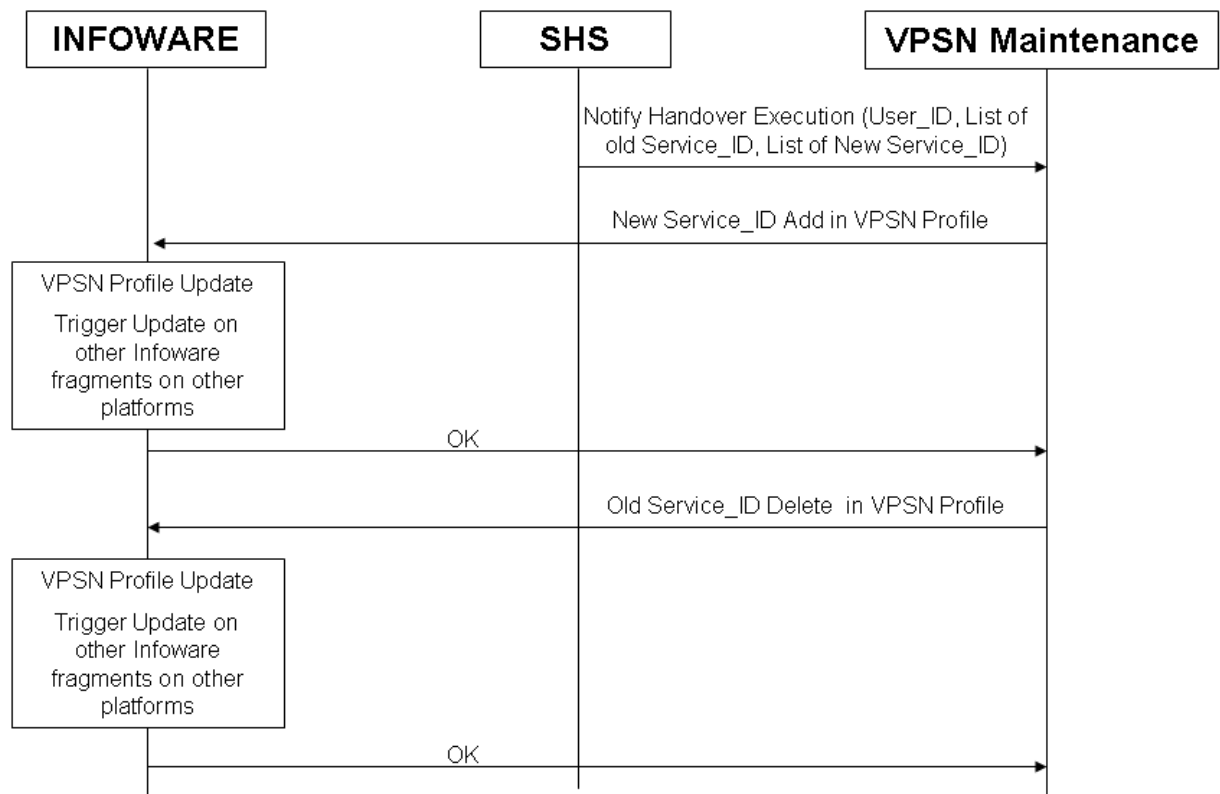 INFOWARE
SHS
VPSN Maintenance
Notify Handover Execution (User_ID, List of
old Service_ID, List of New Service_ID)
New Service_ID Add in VPSN Profile
VPSN Profile Update
Trigger Update on
other Infoware
fragments on other
platforms
OK
Old Service_ID Delete in VPSN Profile
VPSN Profile Update
Trigger Update on
other Infoware
fragments on other
platforms
OK